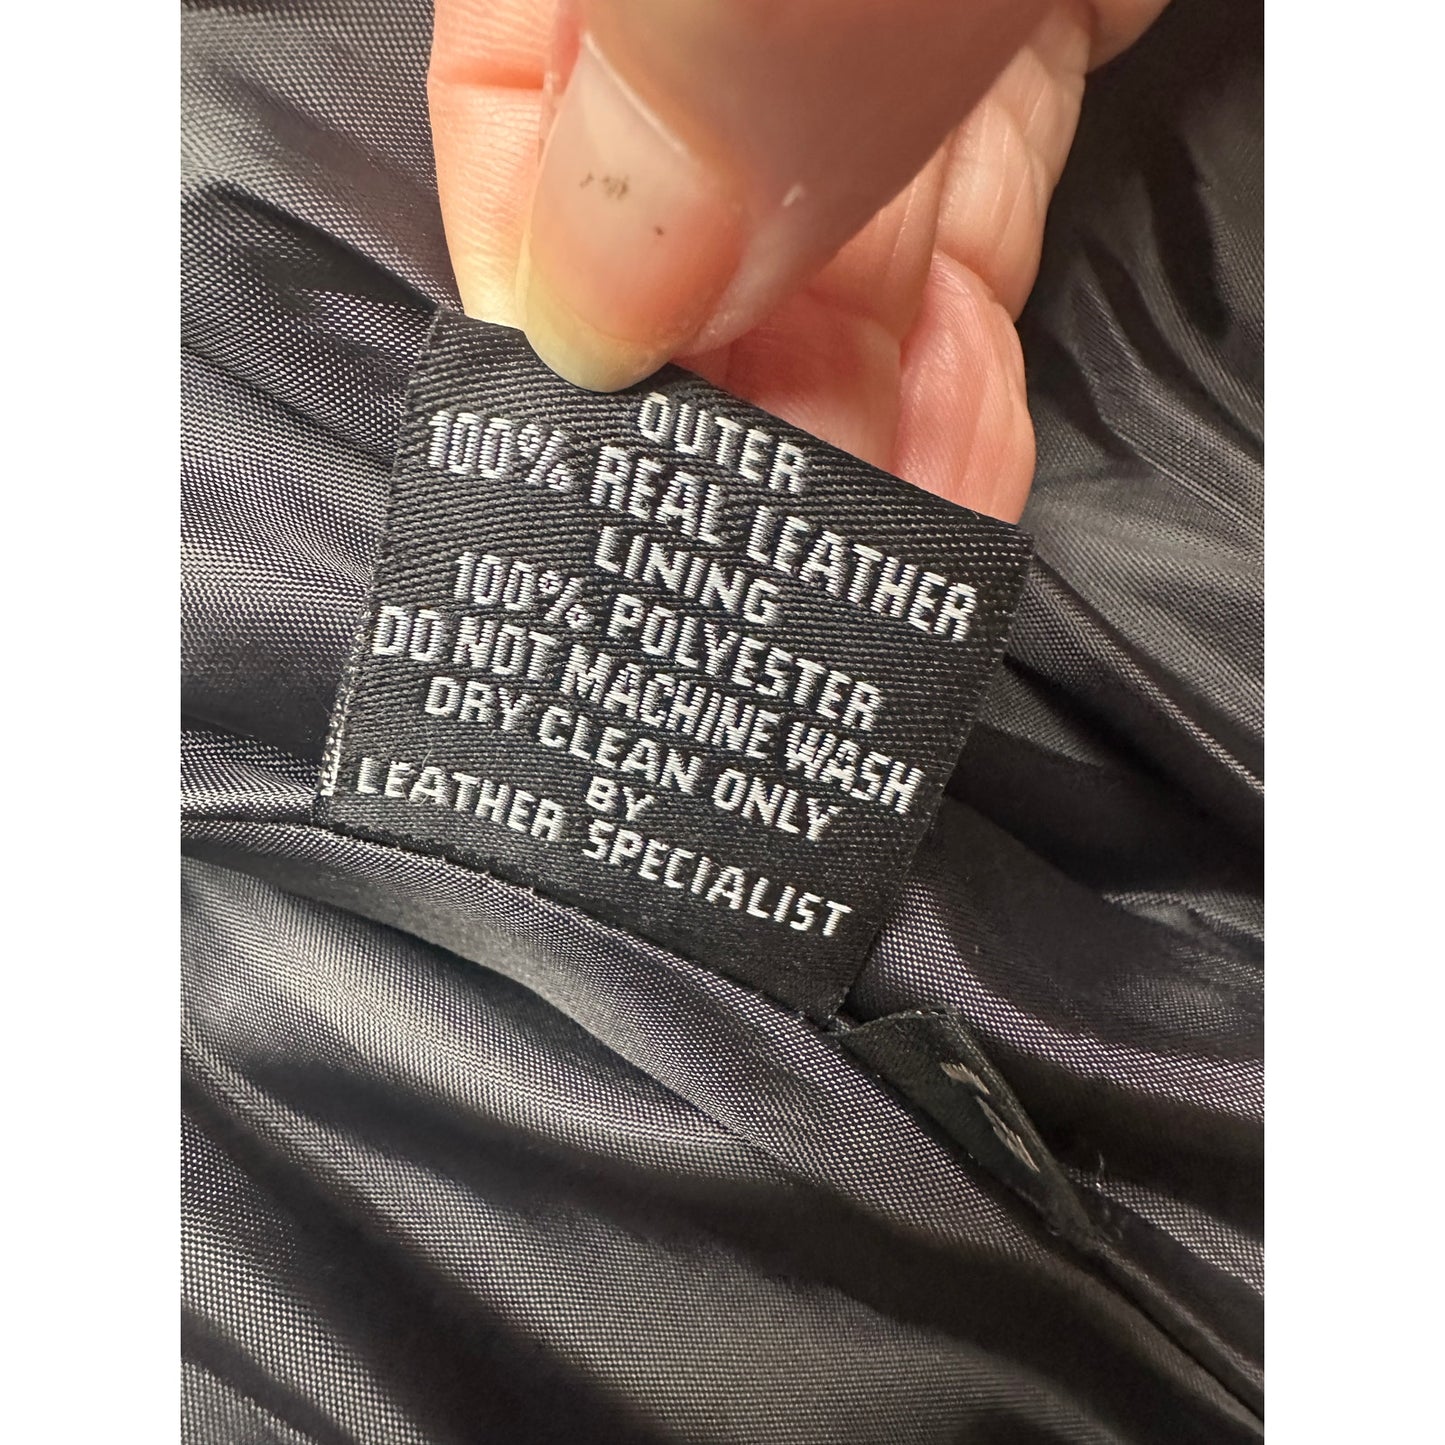 OUTER
100% REAL LEATHER
LINING
100% POLYESTER
DO NOT MACHINE WASH
DRY CLEAN ONLY
BY
LEATHER SPECIALIST